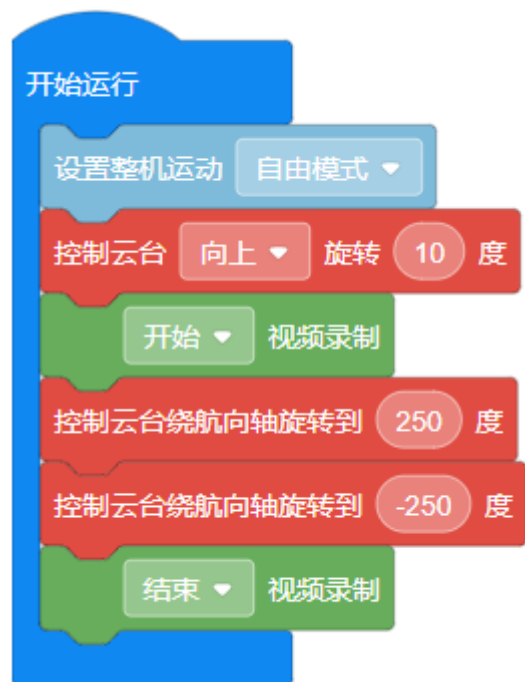 开始运行
设置整机运动 自由模式
控制云台 向上 旋转 10 度
开始 视频录制
控制云台绕航向轴旋转到 250 度
控制云台绕航向轴旋转到 -250 度
结束 视频录制